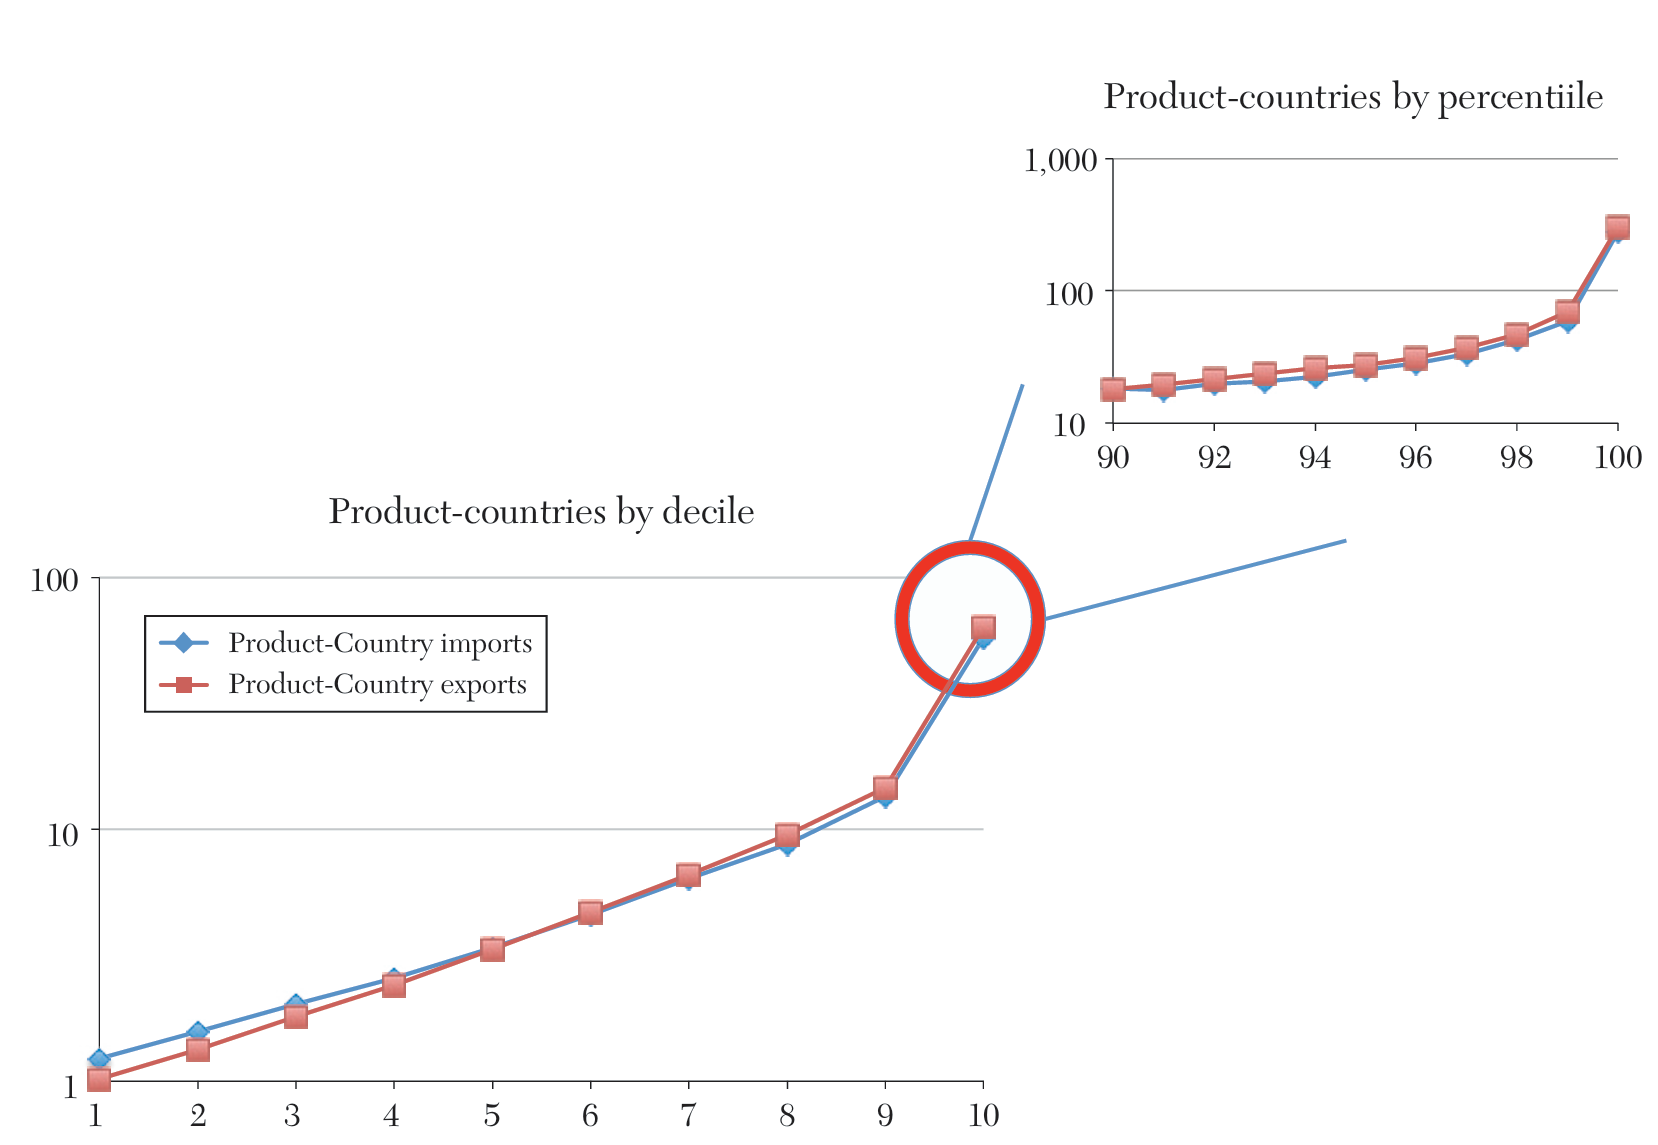 Product-countries by percentiile
1,000
100
10
90 92 94 96 98 100
Product-countries by decile
100
Product-Country imports
Product-Country exports
10
1
1 2 3 4 5 6 7 8 9 10